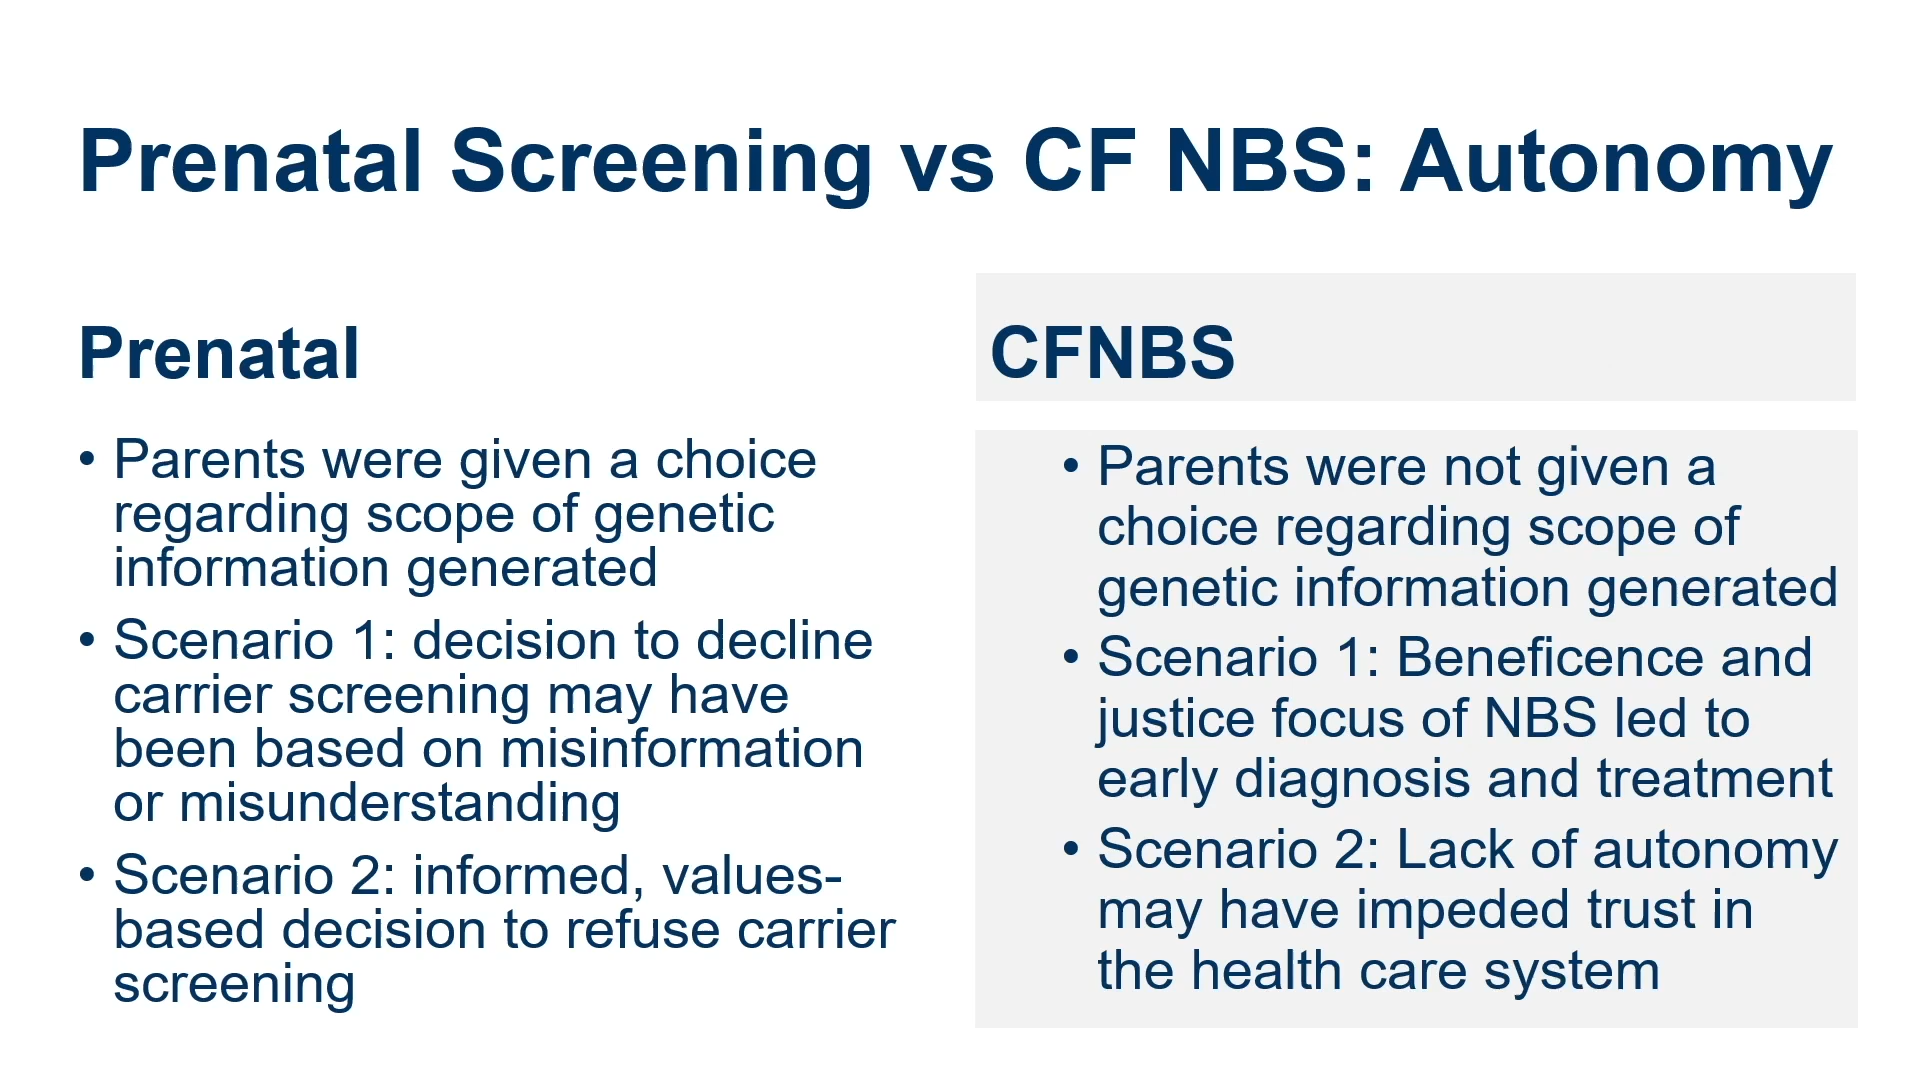 Prenatal Screening vs CF NBS: Autonomy
Prenatal
• Parents were given a choice
regarding scope of genetic
information generated
• Scenario 1: decision to decline
carrier screening may have
been based on misinformation
or misunderstanding
• Scenario 2: informed, values-
based decision to refuse carrier
screening
CFNBS
• Parents were not given a
choice regarding scope of
genetic information generated
• Scenario 1: Beneficence and
justice focus of NBS led to
early diagnosis and treatment
• Scenario 2: Lack of autonomy
may have impeded trust in
the health care system